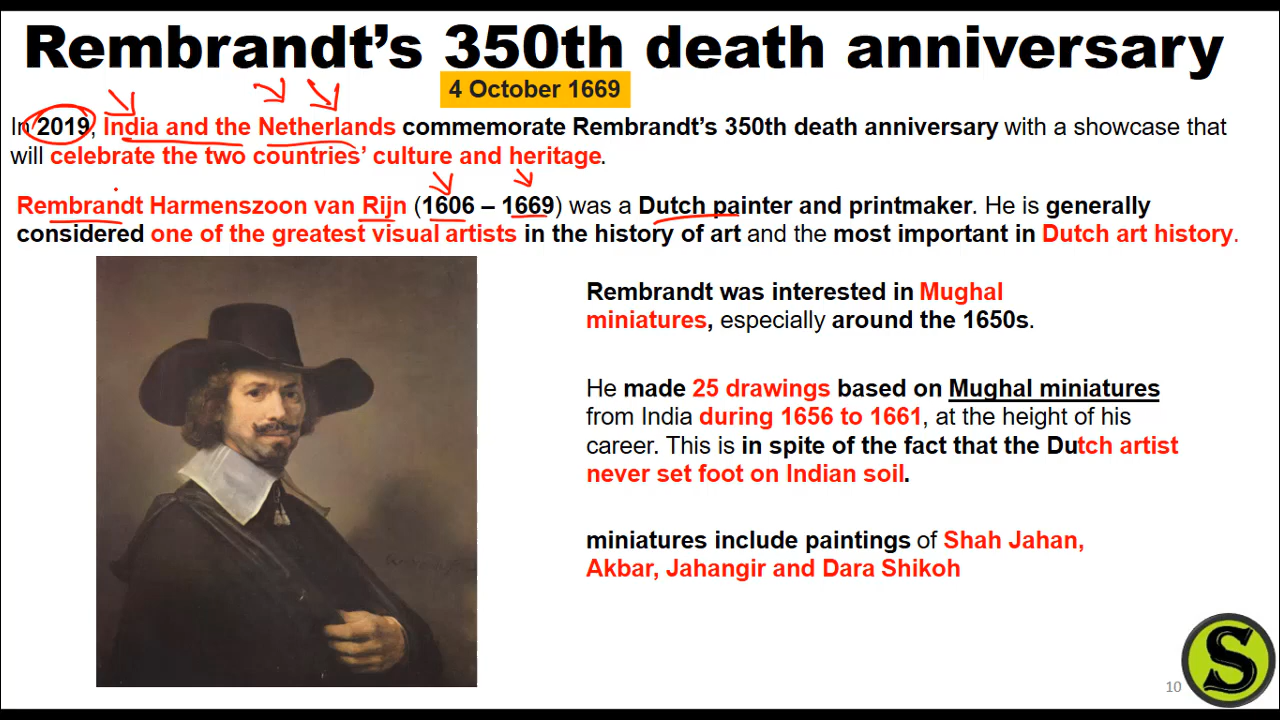 Rembrandt's 350th death anniversary
4 October 1669
In 2019, India and the Netherlands commemorate Rembrandt's 350th death anniversary with a showcase that
will celebrate the two countries' culture and heritage.
Rembrandt Harmenszoon van Rijn (1606 – 1669) was a Dutch painter and printmaker. He is generally
considered one of the greatest visual artists in the history of art and the most important in Dutch art history.
Rembrandt was interested in Mughal
miniatures, especially around the 1650s.
He made 25 drawings based on Mughal miniatures
from India during 1656 to 1661, at the height of his
career. This is in spite of the fact that the Dutch artist
never set foot on Indian soil.
miniatures include paintings of Shah Jahan,
Akbar, Jahangir and Dara Shikoh
10
S